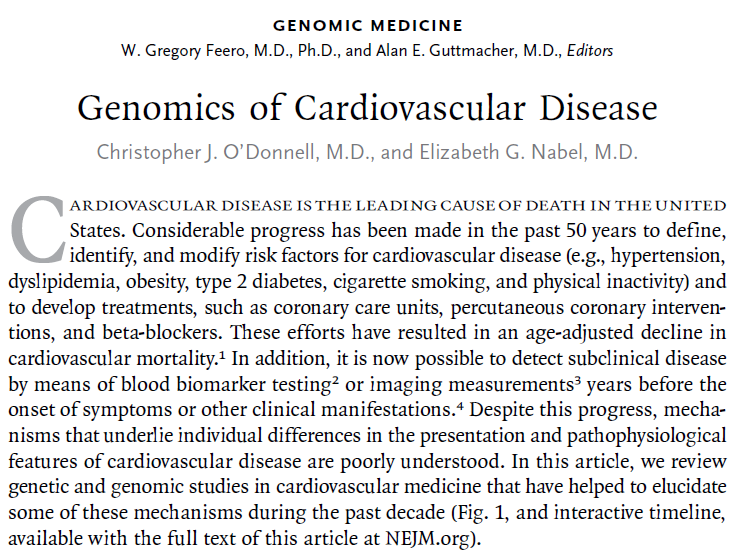 GENOMIC MEDICINE
W. Gregory Feero, M.D., Ph.D., and Alan E. Guttmacher, M.D., Editors
Genomics of Cardiovascular Disease
Christopher J. O’Donnell, M.D., and Elizabeth G. Nabel, M.D.
CARDIOVASCULAR DISEASE IS THE LEADING CAUSE OF DEATH IN THE UNITED
States. Considerable progress has been made in the past 50 years to define,
identify, and modify risk factors for cardiovascular disease (e.g., hypertension,
dyslipidemia, obesity, type 2 diabetes, cigarette smoking, and physical inactivity) and
to develop treatments, such as coronary care units, percutaneous coronary interven-
tions, and beta-blockers. These efforts have resulted in an age-adjusted decline in
cardiovascular mortality.¹ In addition, it is now possible to detect subclinical disease
by means of blood biomarker testing² or imaging measurements³ years before the
onset of symptoms or other clinical manifestations.⁴ Despite this progress, mecha-
nisms that underlie individual differences in the presentation and pathophysiological
features of cardiovascular disease are poorly understood. In this article, we review
genetic and genomic studies in cardiovascular medicine that have helped to elucidate
some of these mechanisms during the past decade (Fig. 1, and interactive timeline,
available with the full text of this article at NEJM.org).